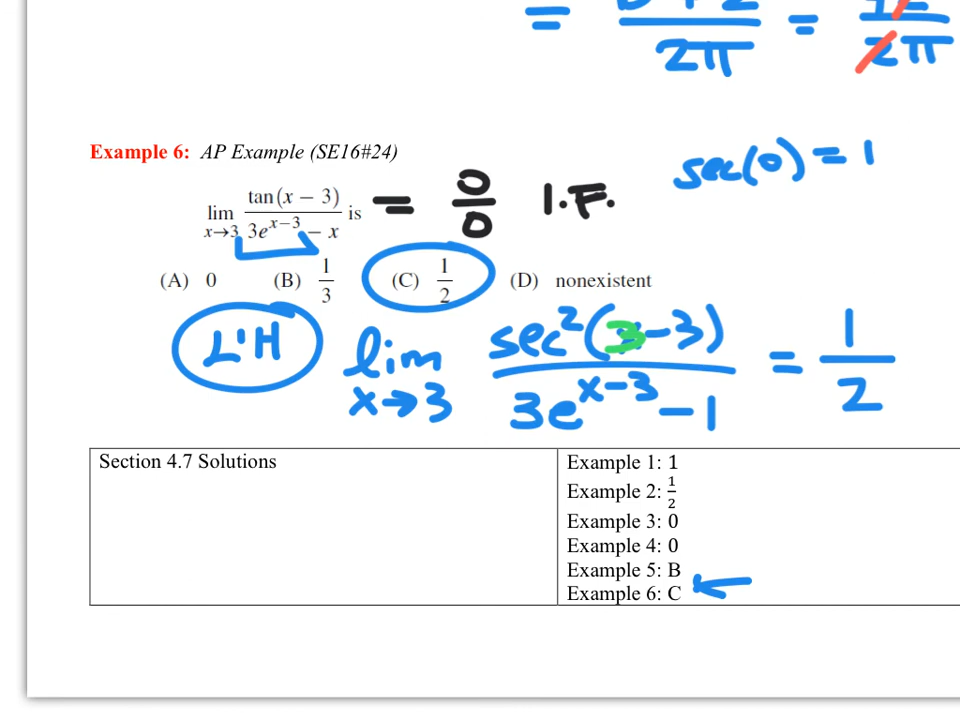 = 2π = 2π
Example 6: AP Example (SE16#24)
sec(0) = 1
lim x→3 tan(x − 3) / 3e^(x−3) − x is = 0/0 I.F.
(A) 0 (B) 1/3 (C) 1/2 (D) nonexistent
L'H lim x→3 sec²(3−3) / 3e^(x−3) − 1 = 1/2
Section 4.7 Solutions
Example 1: 1
Example 2: 1/2
Example 3: 0
Example 4: 0
Example 5: B
Example 6: C